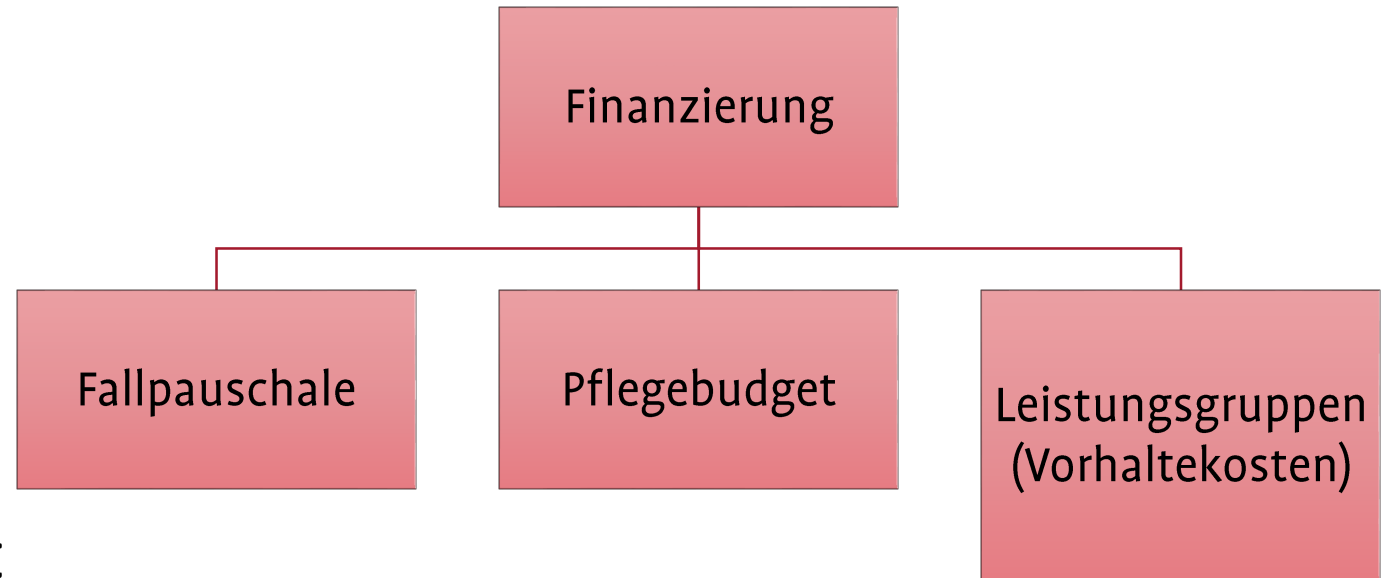 Finanzierung
Fallpauschale
Pflegebudget
Leistungsgruppen
(Vorhaltekosten)